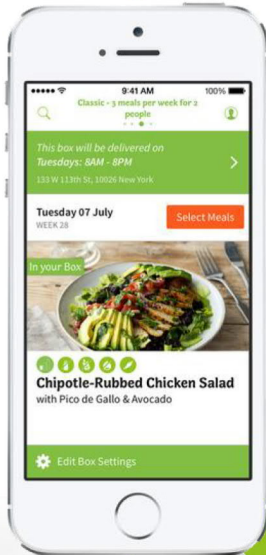 9:41 AM
100%
Classic - 3 meals per week for 2
people
This box will be delivered on
Tuesdays: 8AM - 8PM
133 W 113th St, 10026 New York
Tuesday 07 July
WEEK 28
Select Meals
In your Box
Chipotle-Rubbed Chicken Salad
with Pico de Gallo & Avocado
Edit Box Settings